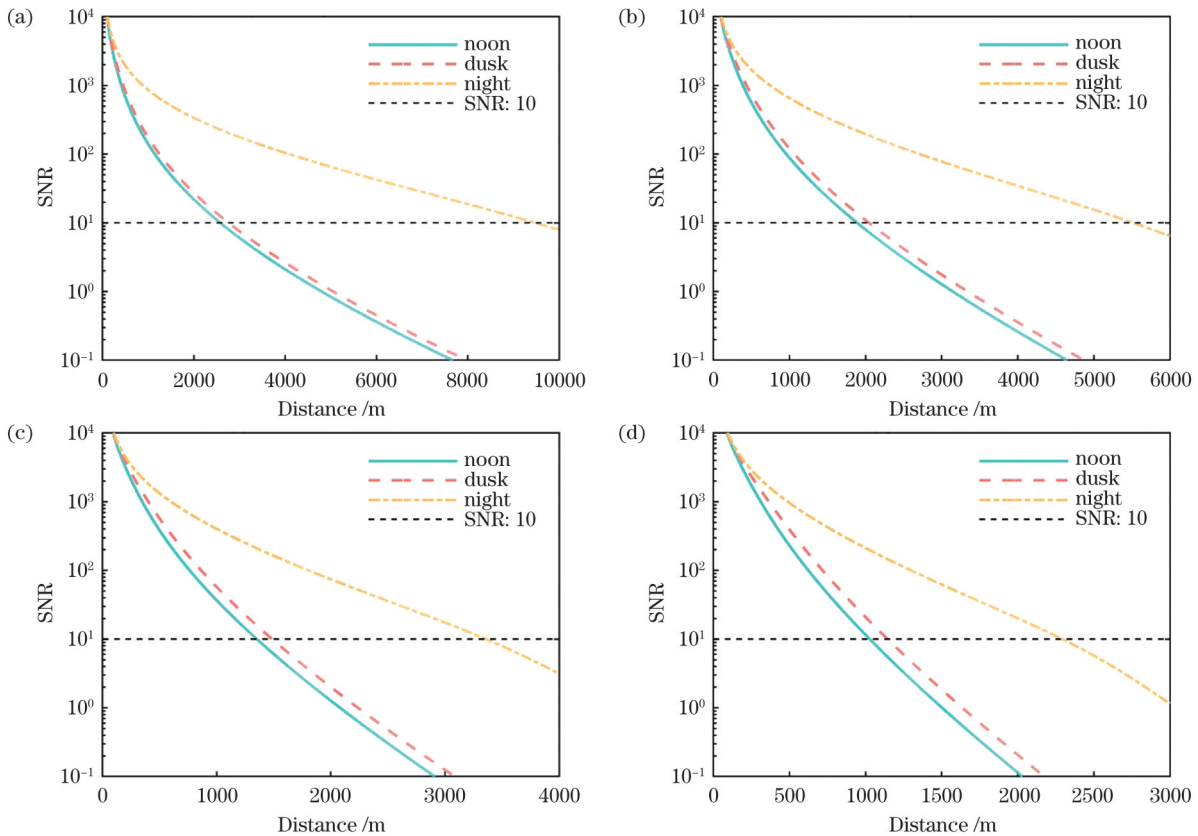 (a)
10⁴
10³
10²
10¹
10⁰
10⁻¹
SNR
noon
dusk
night
SNR: 10
0 2000 4000 6000 8000 10000
Distance /m
(b)
10⁴
10³
10²
10¹
10⁰
10⁻¹
SNR
noon
dusk
night
SNR: 10
0 1000 2000 3000 4000 5000 6000
Distance /m
(c)
10⁴
10³
10²
10¹
10⁰
10⁻¹
SNR
noon
dusk
night
SNR: 10
0 1000 2000 3000 4000
Distance /m
(d)
10⁴
10³
10²
10¹
10⁰
10⁻¹
SNR
noon
dusk
night
SNR: 10
0 500 1000 1500 2000 2500 3000
Distance /m